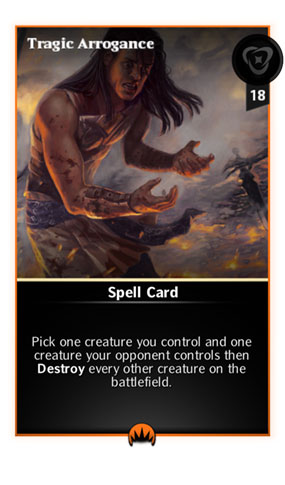 Tragic Arrogance
18
Spell Card
Pick one creature you control and one
creature your opponent controls then
Destroy every other creature on the
battlefield.